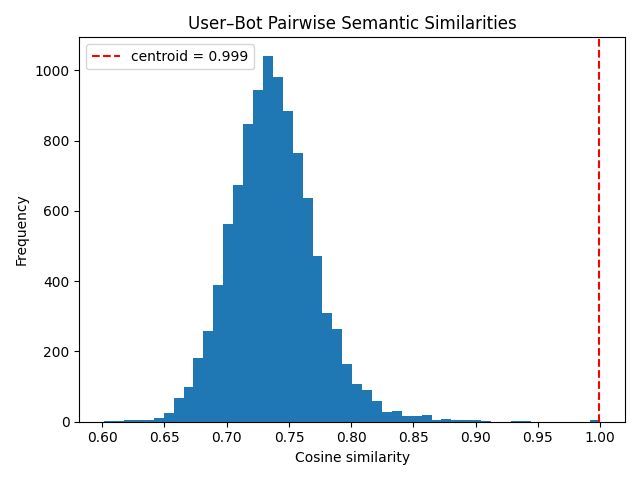 User–Bot Pairwise Semantic Similarities
centroid = 0.999
Frequency
1000
800
600
400
200
0
0.60 0.65 0.70 0.75 0.80 0.85 0.90 0.95 1.00
Cosine similarity